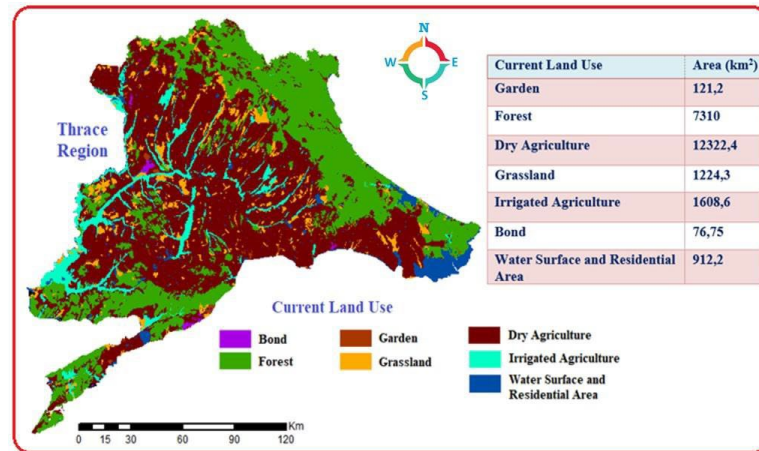 N
W E
S
Thrace
Region
Current Land Use Area (km²)
Garden 121,2
Forest 7310
Dry Agriculture 12322,4
Grassland 1224,3
Irrigated Agriculture 1608,6
Bond 76,75
Water Surface and Residential 912,2
Area
Current Land Use
Bond Garden Dry Agriculture
Forest Grassland Irrigated Agriculture
Water Surface and
Residential Area
Km
0 15 30 60 90 120